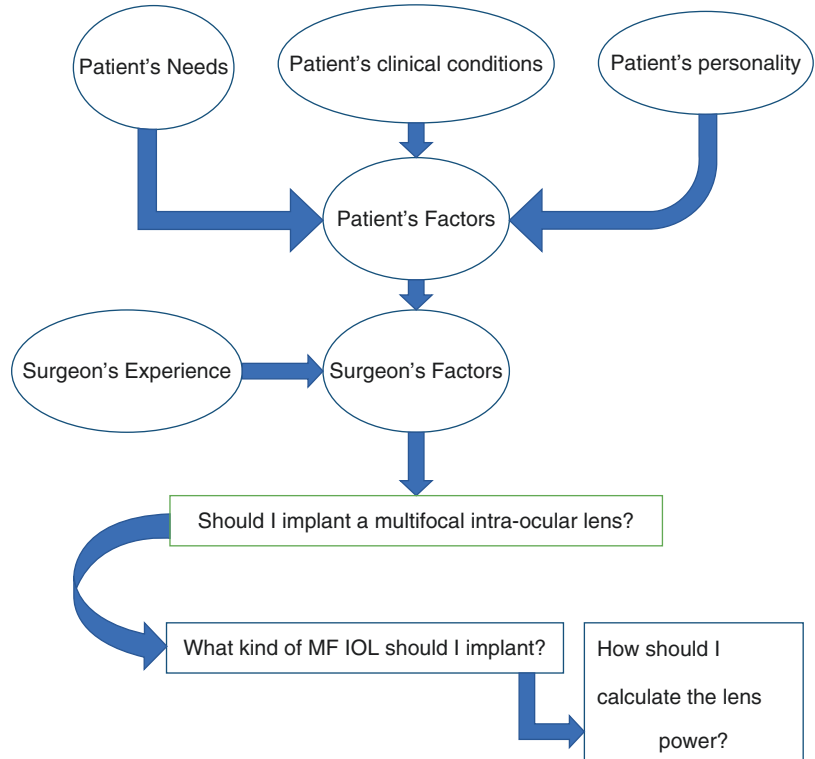 Patient's Needs
Patient's clinical conditions
Patient's personality
Patient's Factors
Surgeon's Experience
Surgeon's Factors
Should I implant a multifocal intra-ocular lens?
What kind of MF IOL should I implant?
How should I
calculate the lens
power?